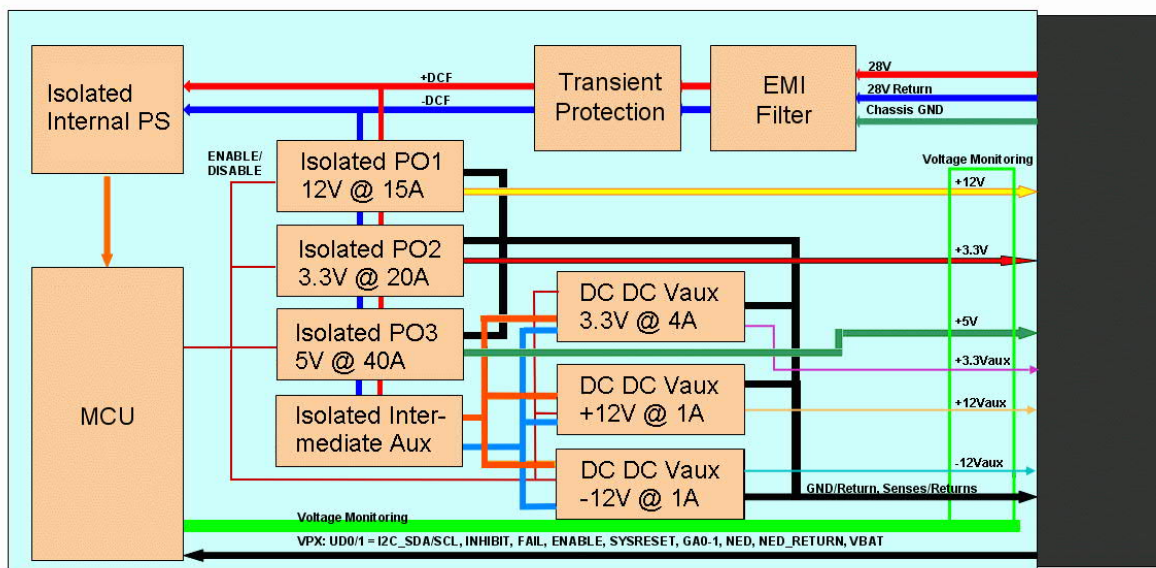 Isolated
Internal PS
+DCF
-DCF
Transient
Protection
EMI
Filter
28V
28V Return
Chassis GND
ENABLE/
DISABLE
Isolated PO1
12V @ 15A
Voltage Monitoring
+12V
Isolated PO2
3.3V @ 20A
+3.3V
DC DC Vaux
3.3V @ 4A
Isolated PO3
5V @ 40A
+5V
+3.3Vaux
MCU
Isolated Inter-
mediate Aux
DC DC Vaux
+12V @ 1A
+12Vaux
DC DC Vaux
-12V @ 1A
-12Vaux
GND/Return, Senses/Returns
Voltage Monitoring
VPX: UD0/1 = I2C_SDA/SCL, INHIBIT, FAIL, ENABLE, SYSRESET, GA0-1, NED, NED_RETURN, VBAT